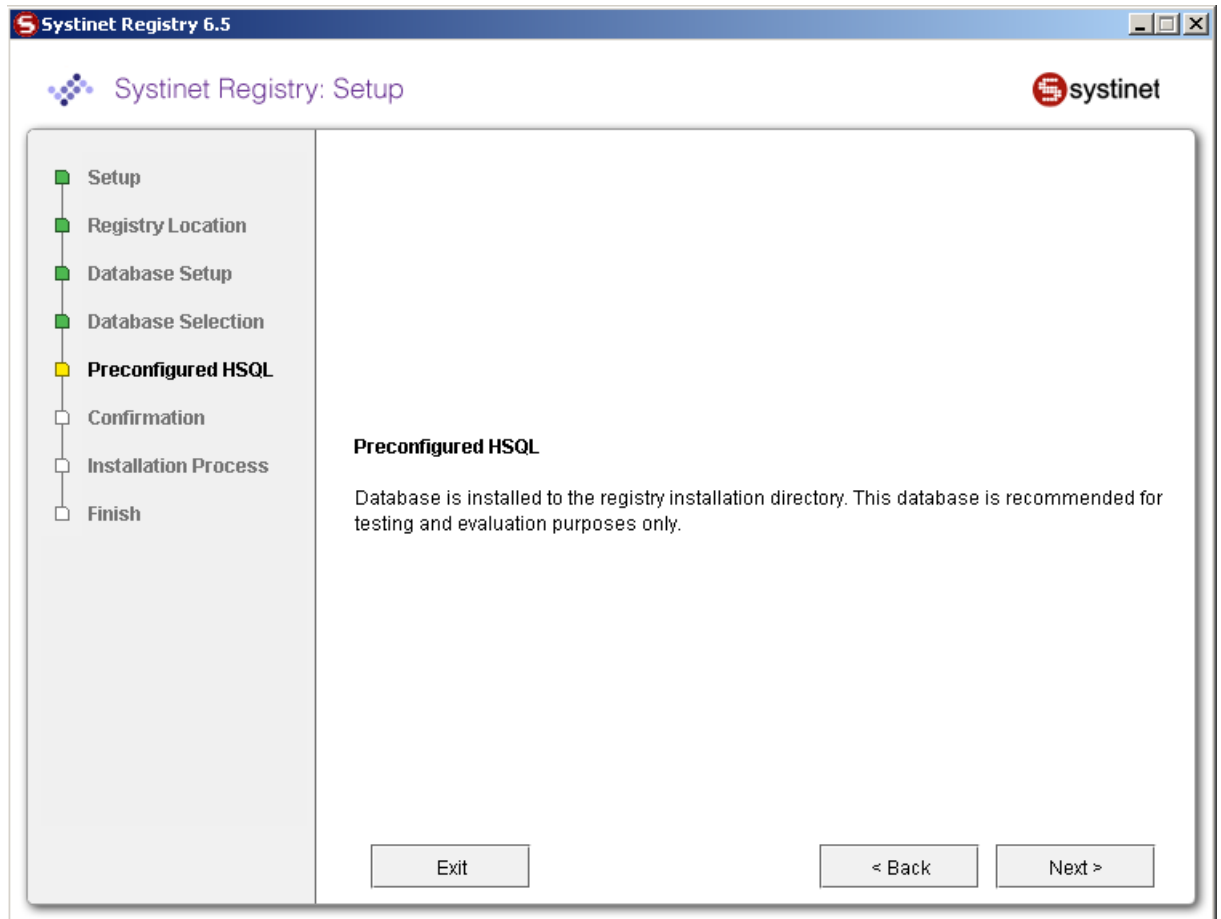 Systinet Registry 6.5
Systinet Registry: Setup
systinet
Setup
Registry Location
Database Setup
Database Selection
Preconfigured HSQL
Confirmation
Installation Process
Finish
Preconfigured HSQL
Database is installed to the registry installation directory. This database is recommended for
testing and evaluation purposes only.
Exit
< Back
Next >